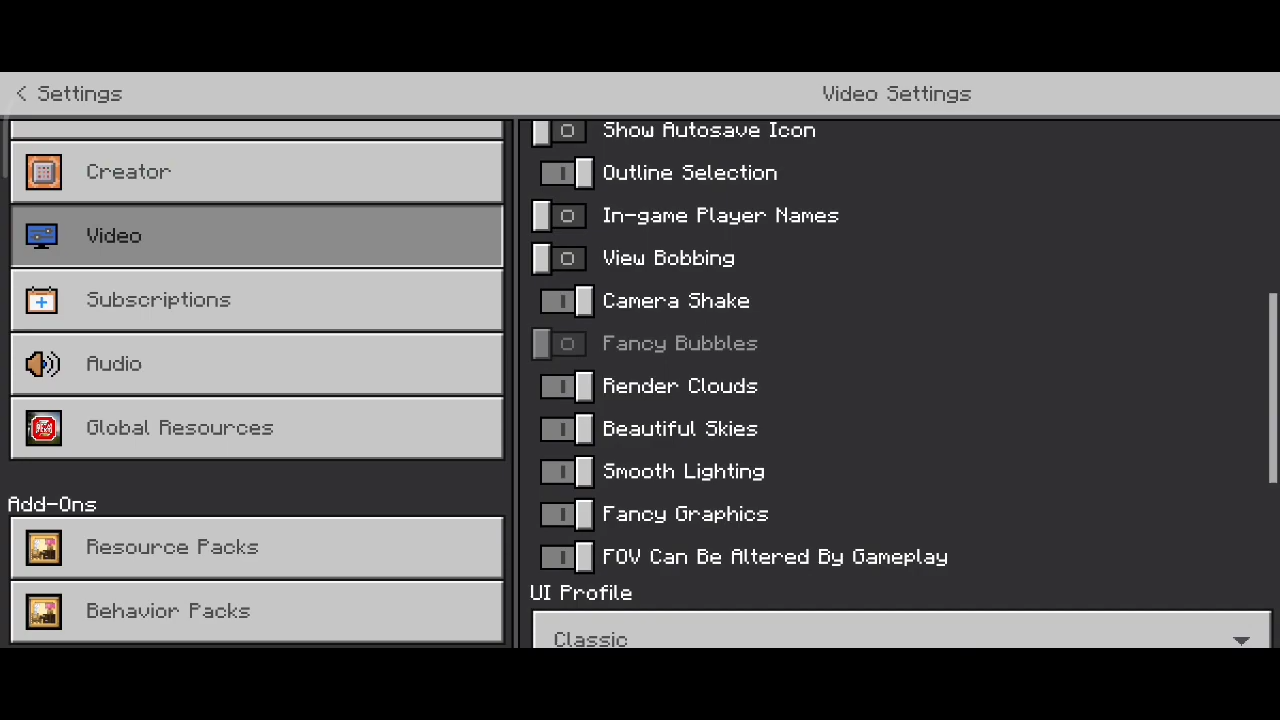 Settings
Video Settings
Creator
Video
Subscriptions
Audio
Global Resources
Add-Ons
Resource Packs
Behavior Packs
Show Autosave Icon
Outline Selection
In-game Player Names
View Bobbing
Camera Shake
Fancy Bubbles
Render Clouds
Beautiful Skies
Smooth Lighting
Fancy Graphics
FOV Can Be Altered By Gameplay
UI Profile
Classic